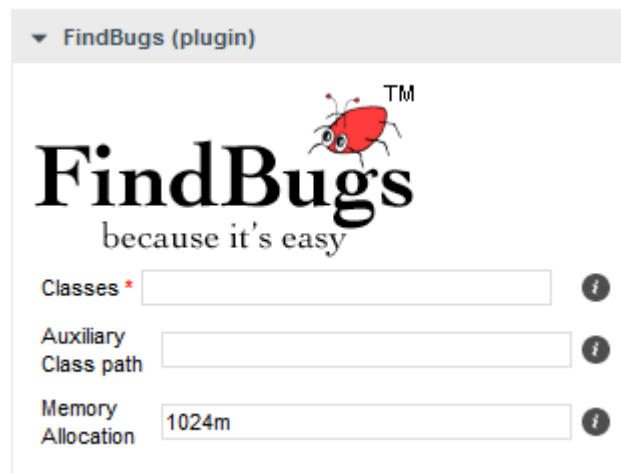 FindBugs (plugin)
TM
FindBugs
because it's easy
Classes *
Auxiliary
Class path
Memory
Allocation
1024m